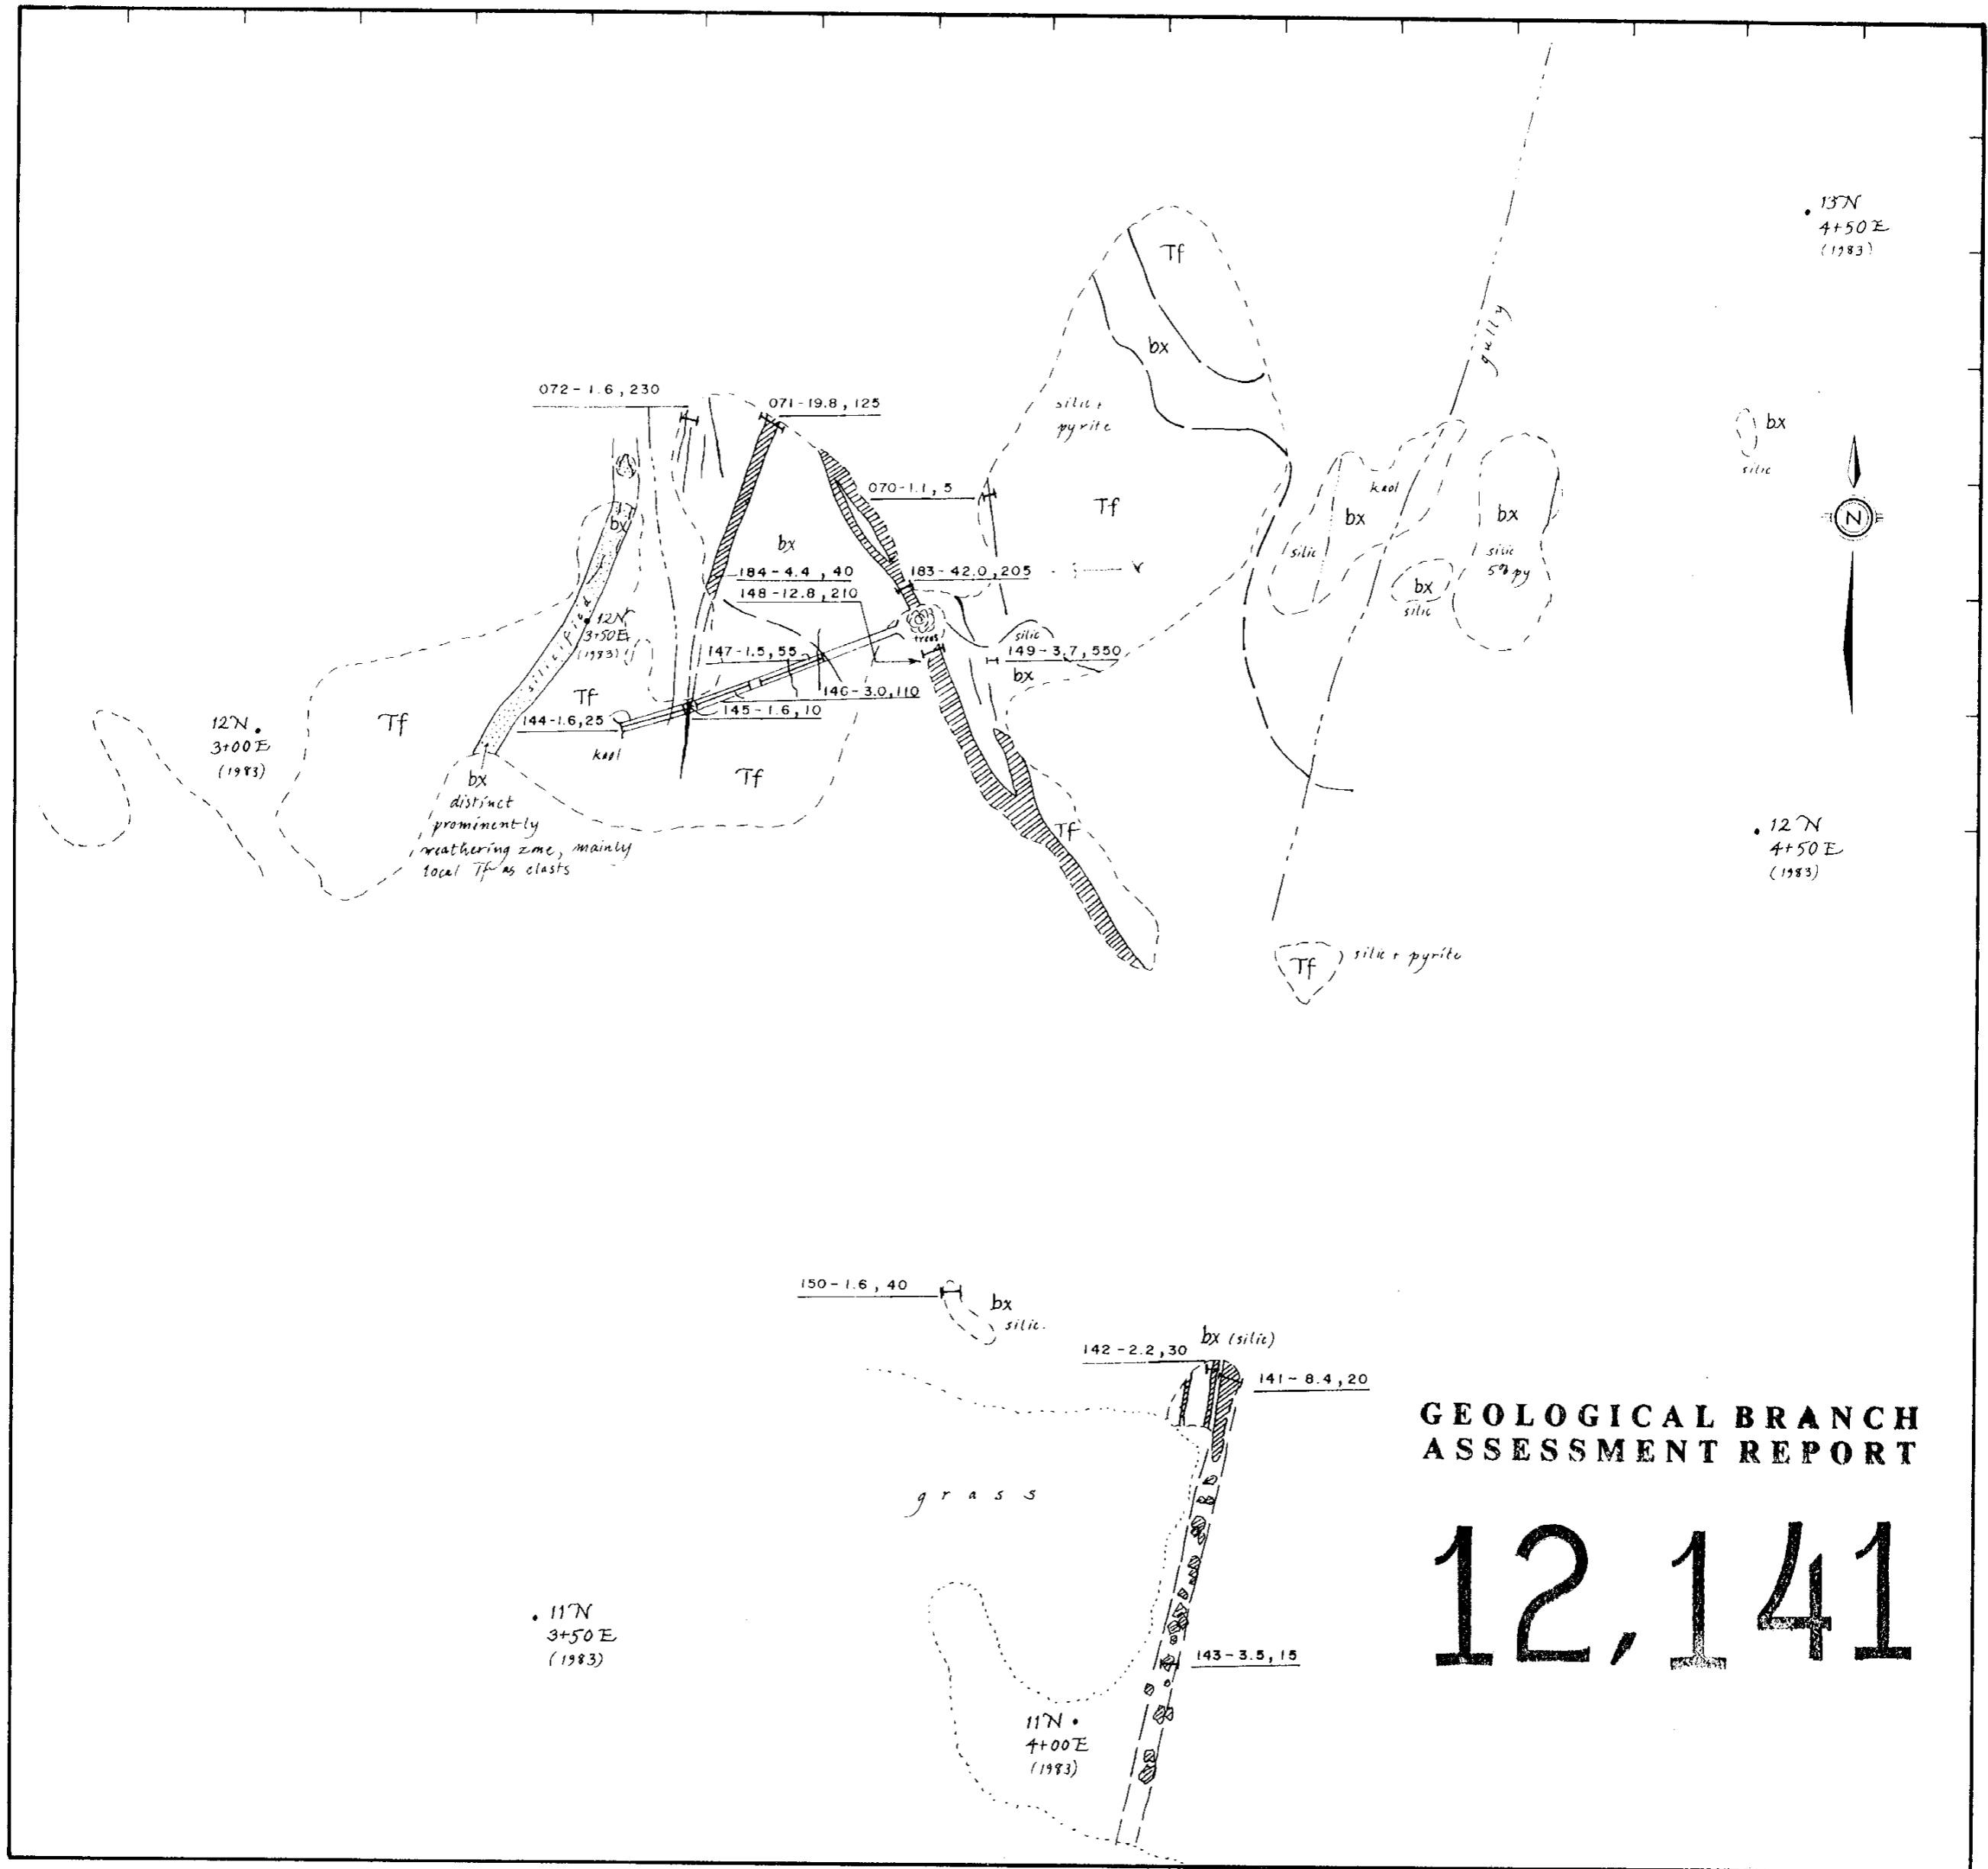 13N
4+50E
(1983)
Tf
bx
gully
silic +
pyrite
072-1.6, 230
071-19.8, 125
bx
silic
070-1.1, 5
Tf
kaol
bx
silic
bx
silic
5% py
N
bx
bx
184-4.4, 40
183-42.0, 205
148-12.8, 210
bx
silic
12N
3+50E
(1983)
silicified
trees
silic
147-1.5, 55
149-3.7, 550
bx
146-3.0, 110
Tf
144-1.6, 25
145-1.6, 10
kaol
12N
3+00E
(1983)
Tf
Tf
bx
distinct
prominently
weathering zone, mainly
local Tf as clasts
Tf
12N
4+50E
(1983)
Tf
silic + pyrite
150-1.6, 40
bx
silic.
bx (silic)
142-2.2, 30
141-8.4, 20
GEOLOGICAL BRANCH
ASSESSMENT REPORT
grass
12,141
11N
3+50E
(1983)
143-3.5, 15
11N
4+00E
(1983)